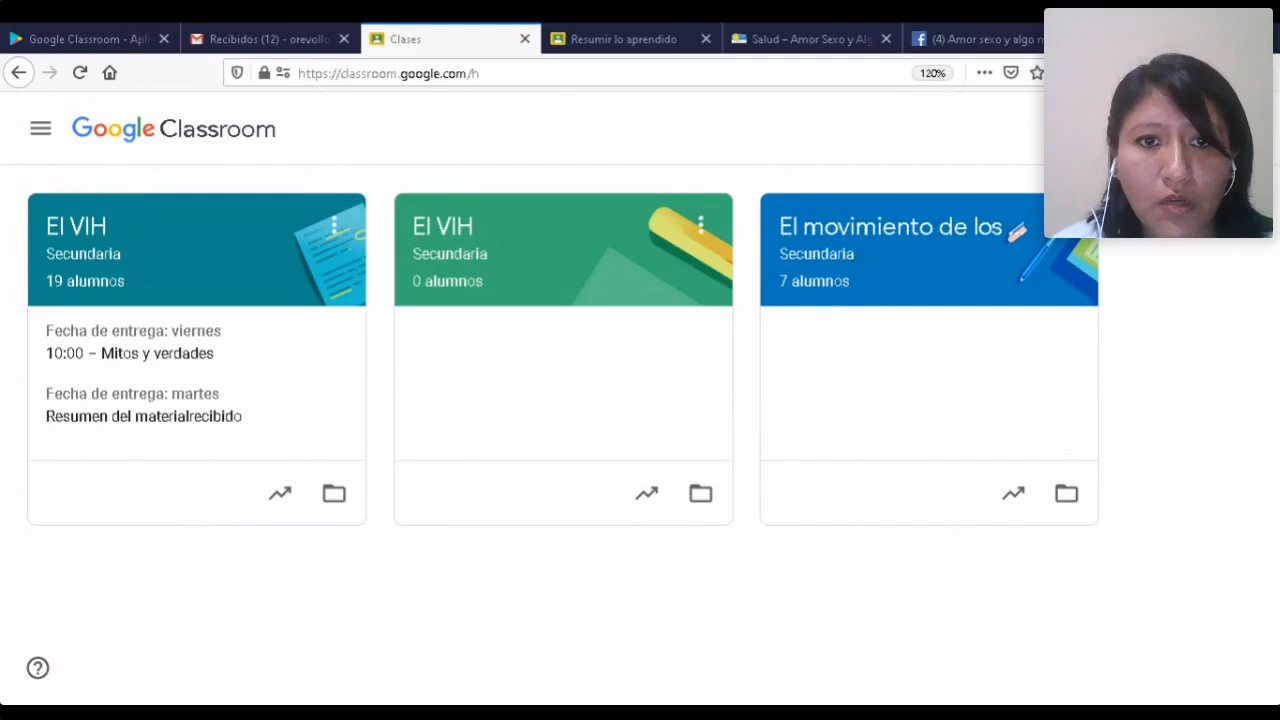 Google Classroom - Apli
Recibidos (12) - orevollo
Clases
Resumir lo aprendido
Salud – Amor Sexo y Alg
(4) Amor sexo y algo m
https://classroom.google.com/h
120%
Google Classroom
El VIH
Secundaria
19 alumnos
Fecha de entrega: viernes
10:00 – Mitos y verdades
Fecha de entrega: martes
Resumen del materialrecibido
El VIH
Secundaria
0 alumnos
El movimiento de los
Secundaria
7 alumnos